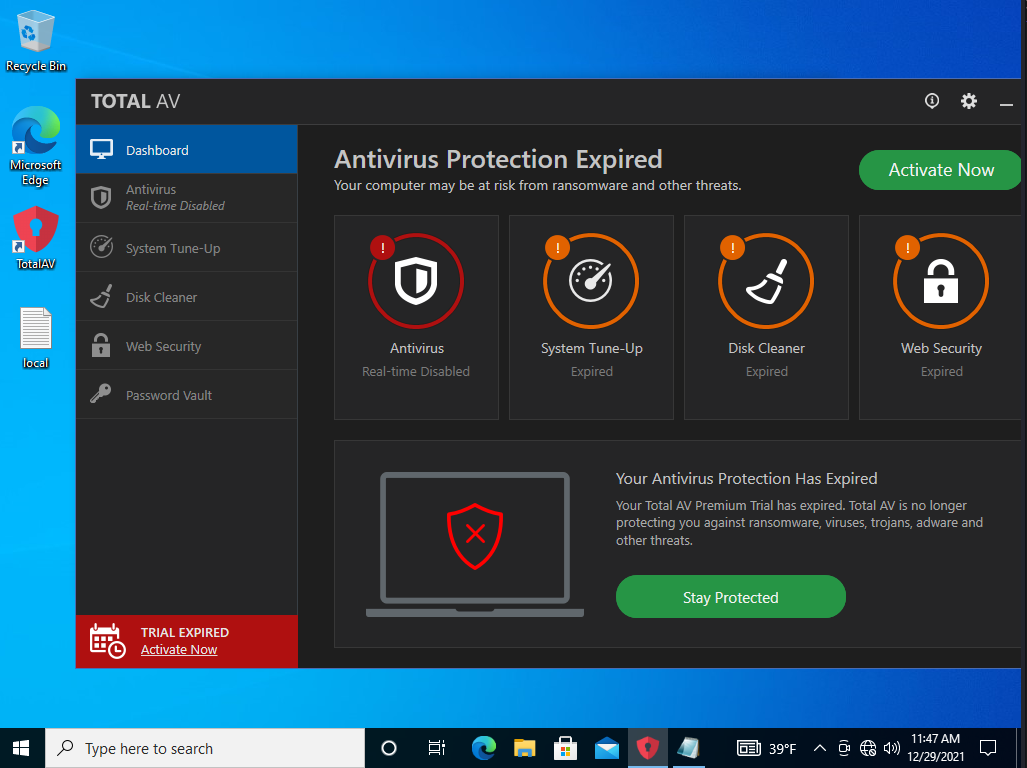 Recycle Bin
Microsoft
Edge
TotalAV
local
TOTAL AV
Dashboard
Antivirus
Real-time Disabled
System Tune-Up
Disk Cleaner
Web Security
Password Vault
TRIAL EXPIRED
Activate Now
Antivirus Protection Expired
Your computer may be at risk from ransomware and other threats.
Activate Now
!
Antivirus
Real-time Disabled
!
System Tune-Up
Expired
!
Disk Cleaner
Expired
!
Web Security
Expired
Your Antivirus Protection Has Expired
Your Total AV Premium Trial has expired. Total AV is no longer
protecting you against ransomware, viruses, trojans, adware and
other threats.
Stay Protected
Type here to search
39°F
11:47 AM
12/29/2021